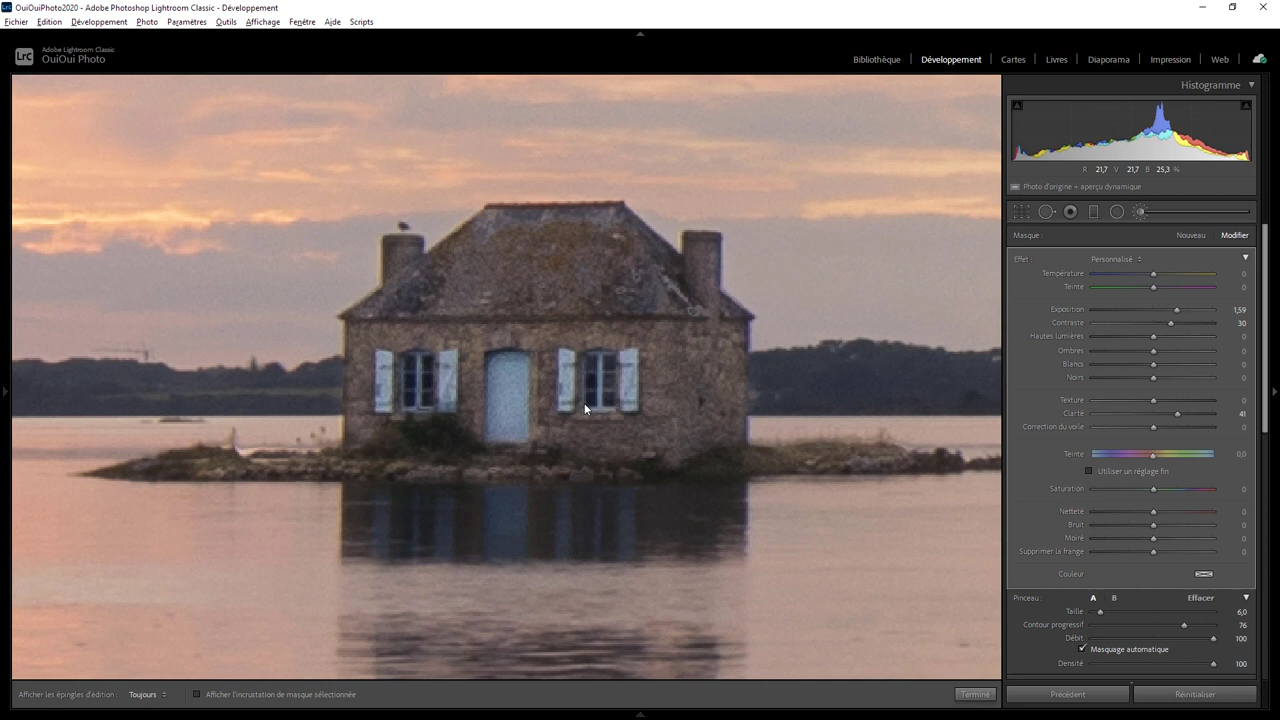 OuiOuiPhoto2020 - Adobe Photoshop Lightroom Classic - Développement
Fichier Edition Développement Photo Paramètres Outils Affichage Fenêtre Aide Scripts
Lrc
Adobe Lightroom Classic
OuiOui Photo
Bibliothèque Développement Cartes Livres Diaporama Impression Web
Histogramme
R 21,7 V 21,7 B 25,3 %
Photo d'origine + aperçu dynamique
Masque : Nouveau Modifier
Effet : Personnalisé
Température 0
Teinte 0
Exposition 1,59
Contraste 30
Hautes lumières 0
Ombres 0
Blancs 0
Noirs 0
Texture 0
Clarté 41
Correction du voile 0
Teinte 0,0
Utiliser un réglage fin
Saturation 0
Netteté 0
Bruit 0
Moiré 0
Supprimer la frange 0
Couleur
Pinceau : A B Effacer
Taille 6,0
Contour progressif 76
Débit 100
Masquage automatique
Densité 100
Afficher les épingles d'édition : Toujours Afficher l'incrustation de masque sélectionnée Terminé
Précédent Réinitialiser